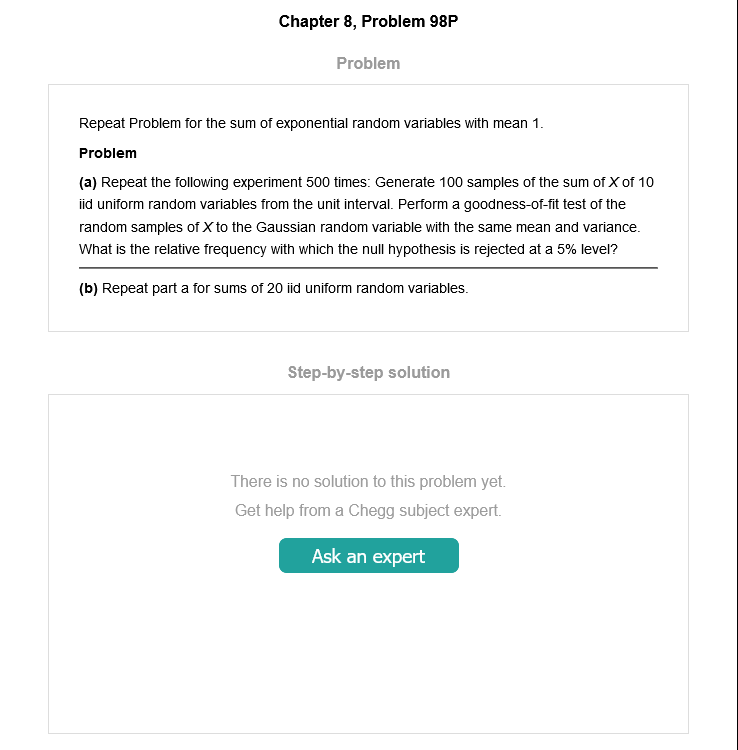 Chapter 8, Problem 98P
Problem
Repeat Problem for the sum of exponential random variables with mean 1.
Problem
(a) Repeat the following experiment 500 times: Generate 100 samples of the sum of X of 10
iid uniform random variables from the unit interval. Perform a goodness-of-fit test of the
random samples of X to the Gaussian random variable with the same mean and variance.
What is the relative frequency with which the null hypothesis is rejected at a 5% level?
(b) Repeat part a for sums of 20 iid uniform random variables.
Step-by-step solution
There is no solution to this problem yet.
Get help from a Chegg subject expert.
Ask an expert